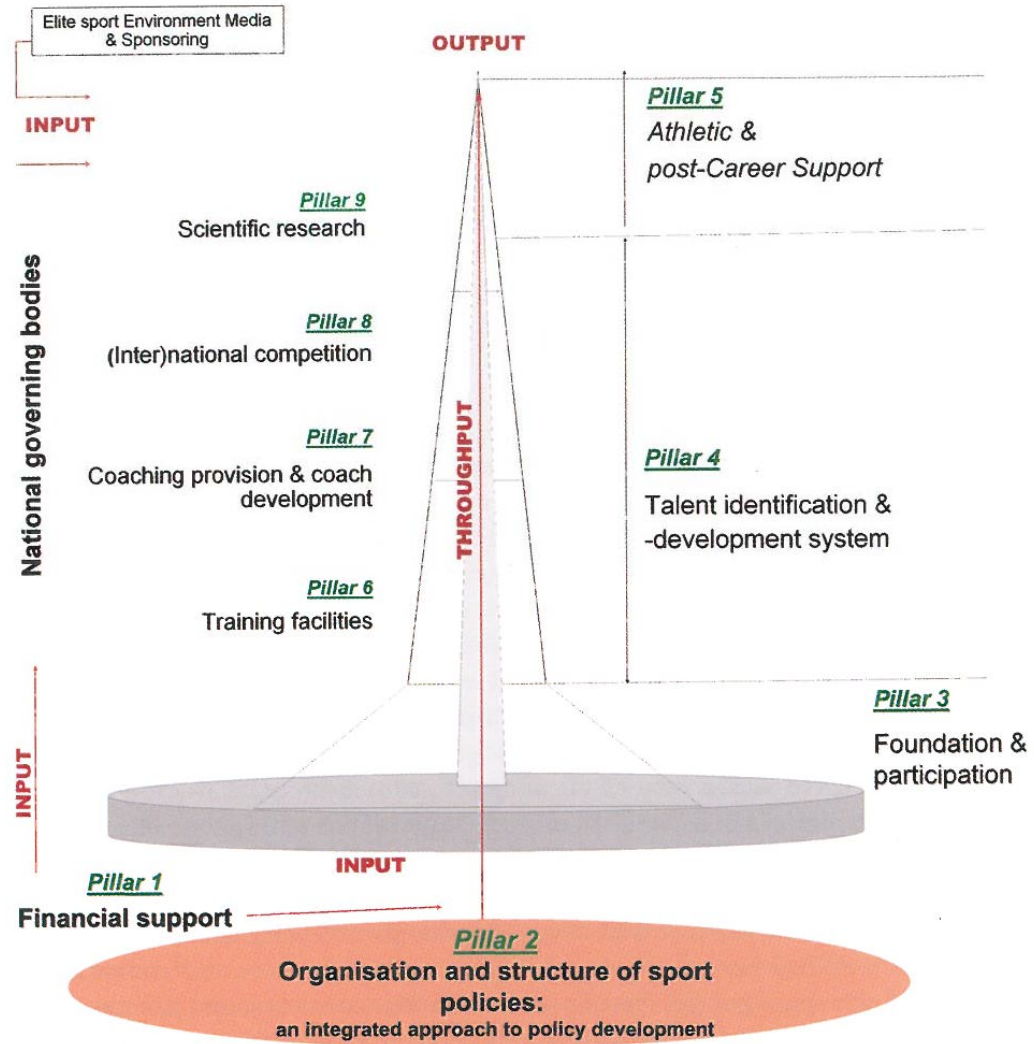 Elite sport Environment Media
& Sponsoring
OUTPUT
INPUT
Pillar 5
Athletic &
post-Career Support
Pillar 9
Scientific research
National governing bodies
Pillar 8
(Inter)national competition
THROUGHPUT
Pillar 7
Coaching provision & coach
development
Pillar 4
Talent identification &
-development system
Pillar 6
Training facilities
Pillar 3
Foundation &
participation
INPUT
INPUT
Pillar 1
Financial support
Pillar 2
Organisation and structure of sport
policies:
an integrated approach to policy development